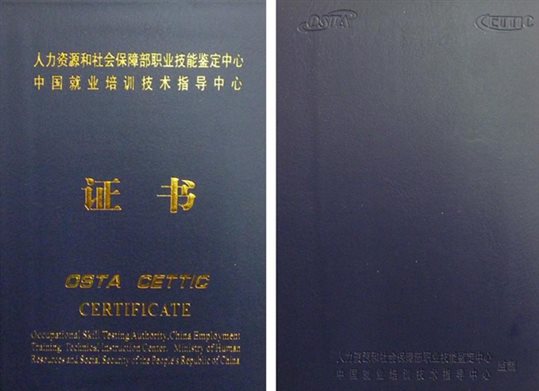 人力资源和社会保障部职业技能鉴定中心
中国就业培训技术指导中心
证书
OSTA CETTIC
CERTIFICATE
Occupational Skill Testing Authority, China Employment
Training Technical Instruction Center. Ministry of Human
Resources and Social Security of the People's Republic of China
OSTA
CETTIC
人力资源和社会保障部职业技能鉴定中心
中国就业培训技术指导中心
监制